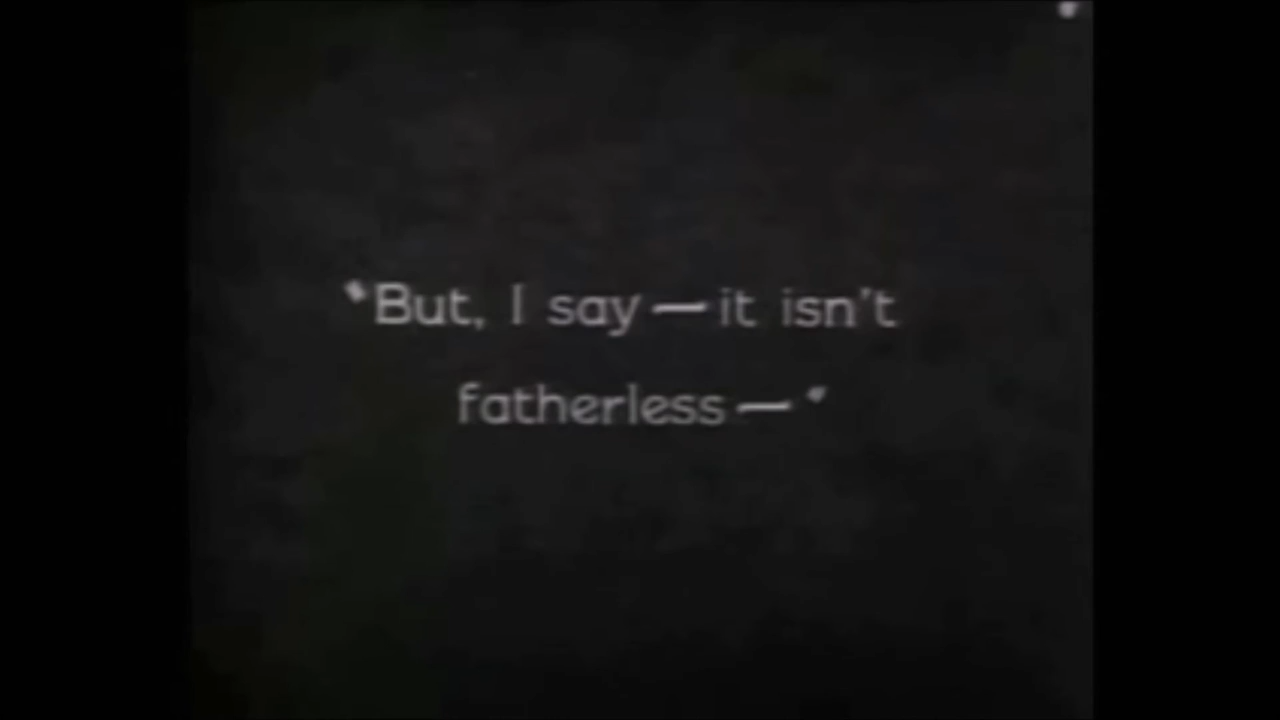 "But, I say—it isn't
fatherless—"